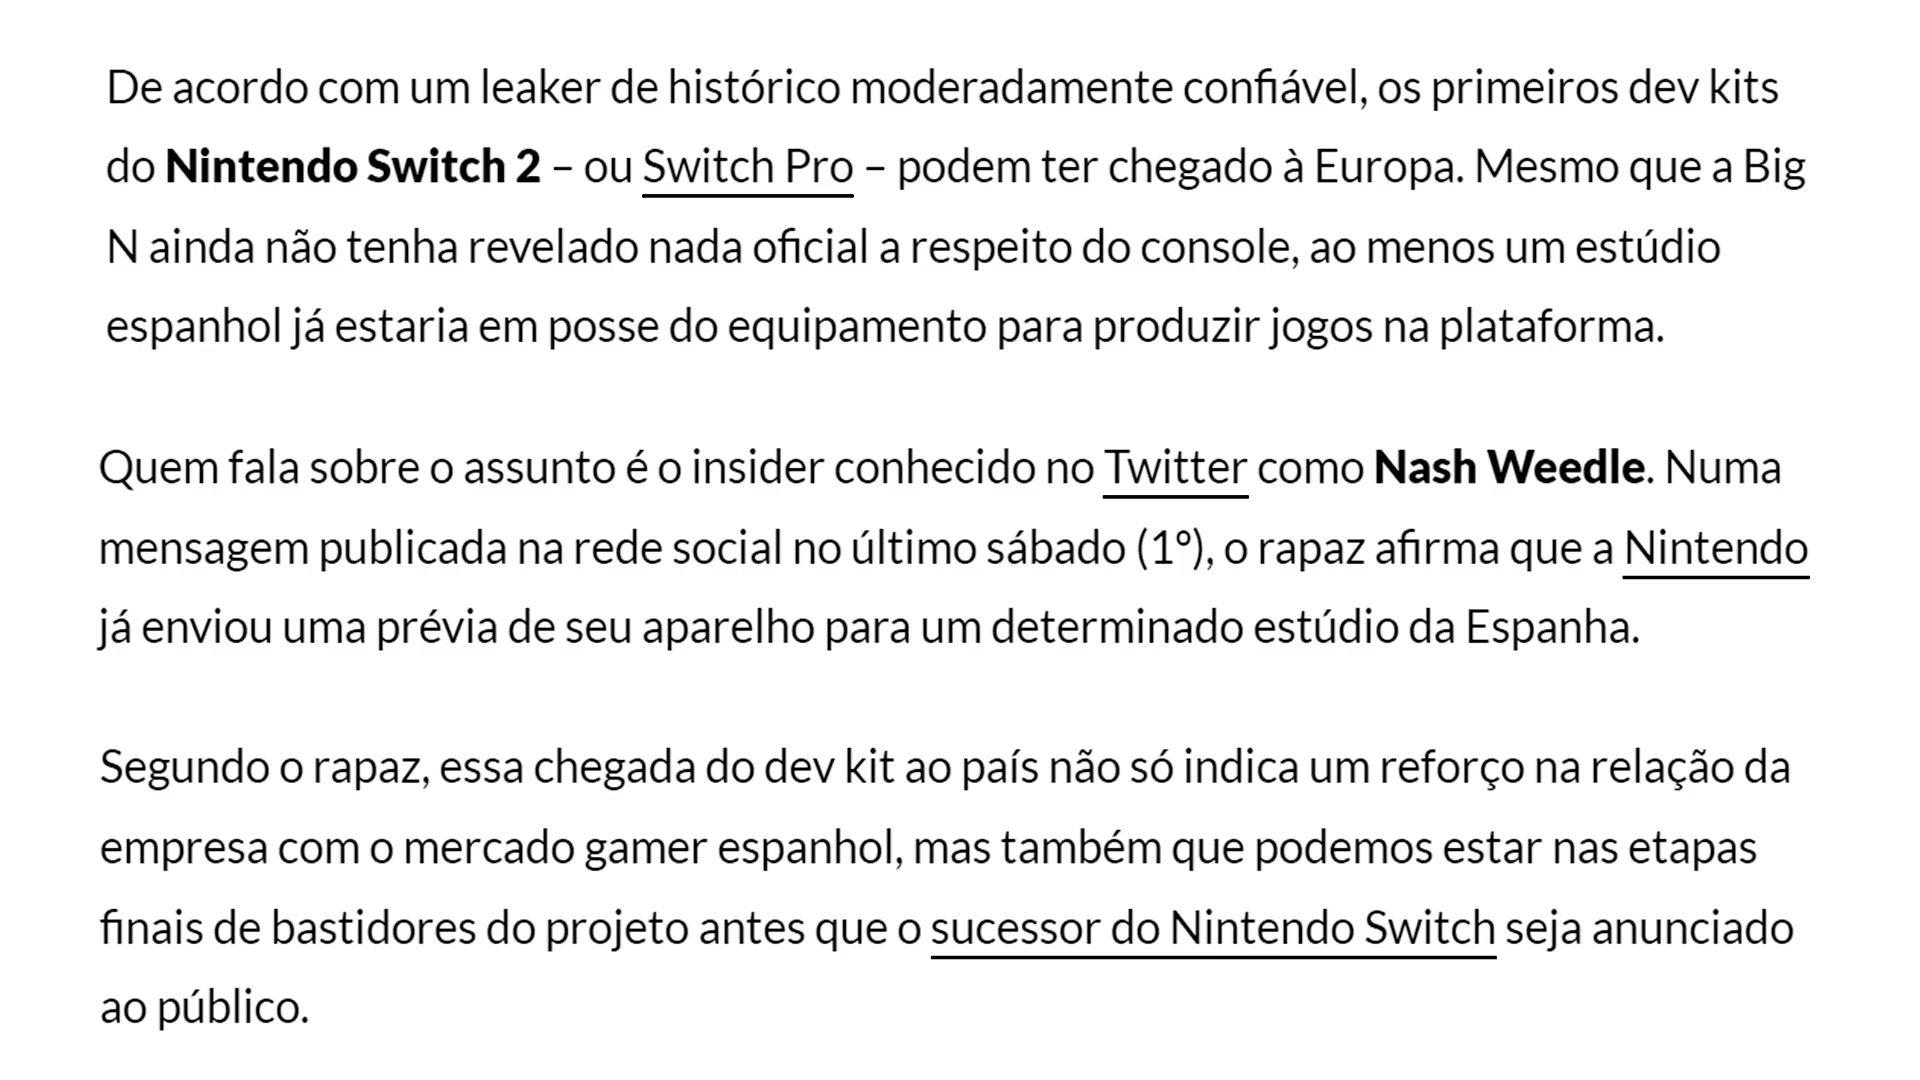 De acordo com um leaker de histórico moderadamente confiável, os primeiros dev kits
do Nintendo Switch 2 – ou Switch Pro – podem ter chegado à Europa. Mesmo que a Big
N ainda não tenha revelado nada oficial a respeito do console, ao menos um estúdio
espanhol já estaria em posse do equipamento para produzir jogos na plataforma.
Quem fala sobre o assunto é o insider conhecido no Twitter como Nash Weedle. Numa
mensagem publicada na rede social no último sábado (1º), o rapaz afirma que a Nintendo
já enviou uma prévia de seu aparelho para um determinado estúdio da Espanha.
Segundo o rapaz, essa chegada do dev kit ao país não só indica um reforço na relação da
empresa com o mercado gamer espanhol, mas também que podemos estar nas etapas
finais de bastidores do projeto antes que o sucessor do Nintendo Switch seja anunciado
ao público.